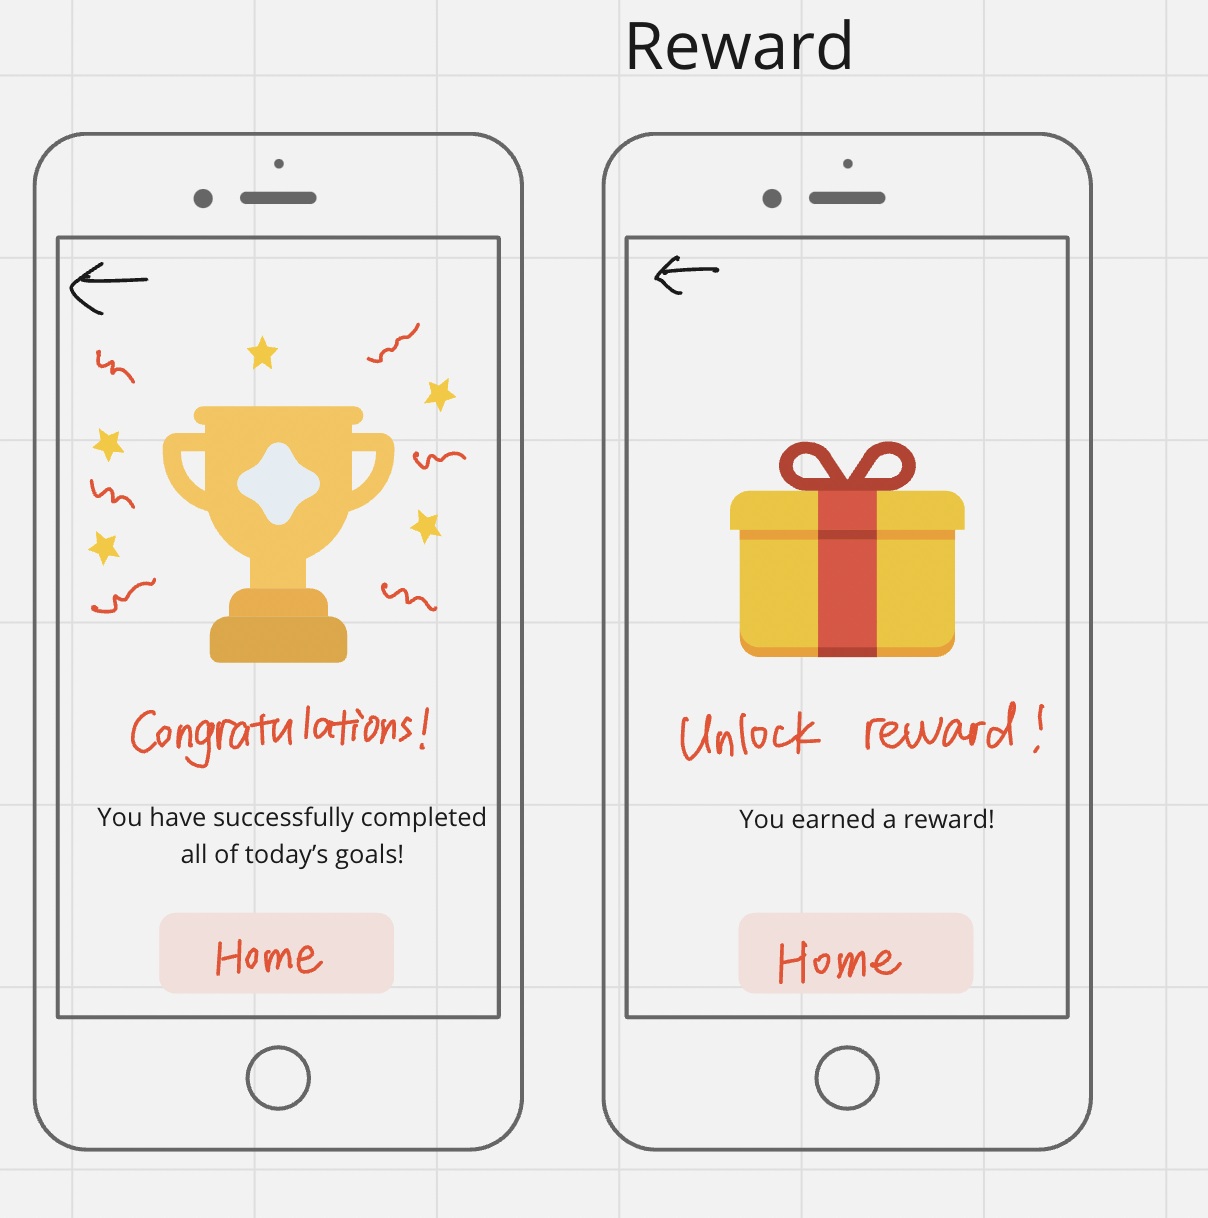 Reward
Congratulations!
You have successfully completed
all of today's goals!
Home
Unlock reward!
You earned a reward!
Home